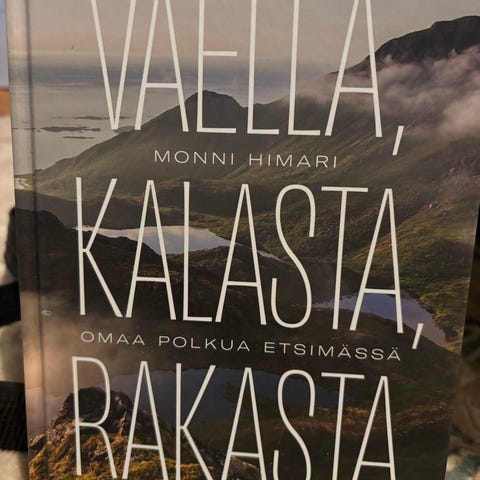 VAELLA,
MONNI HIMARI
KALASTA,
OMAA POLKUA ETSIMÄSSÄ
RAKASTA